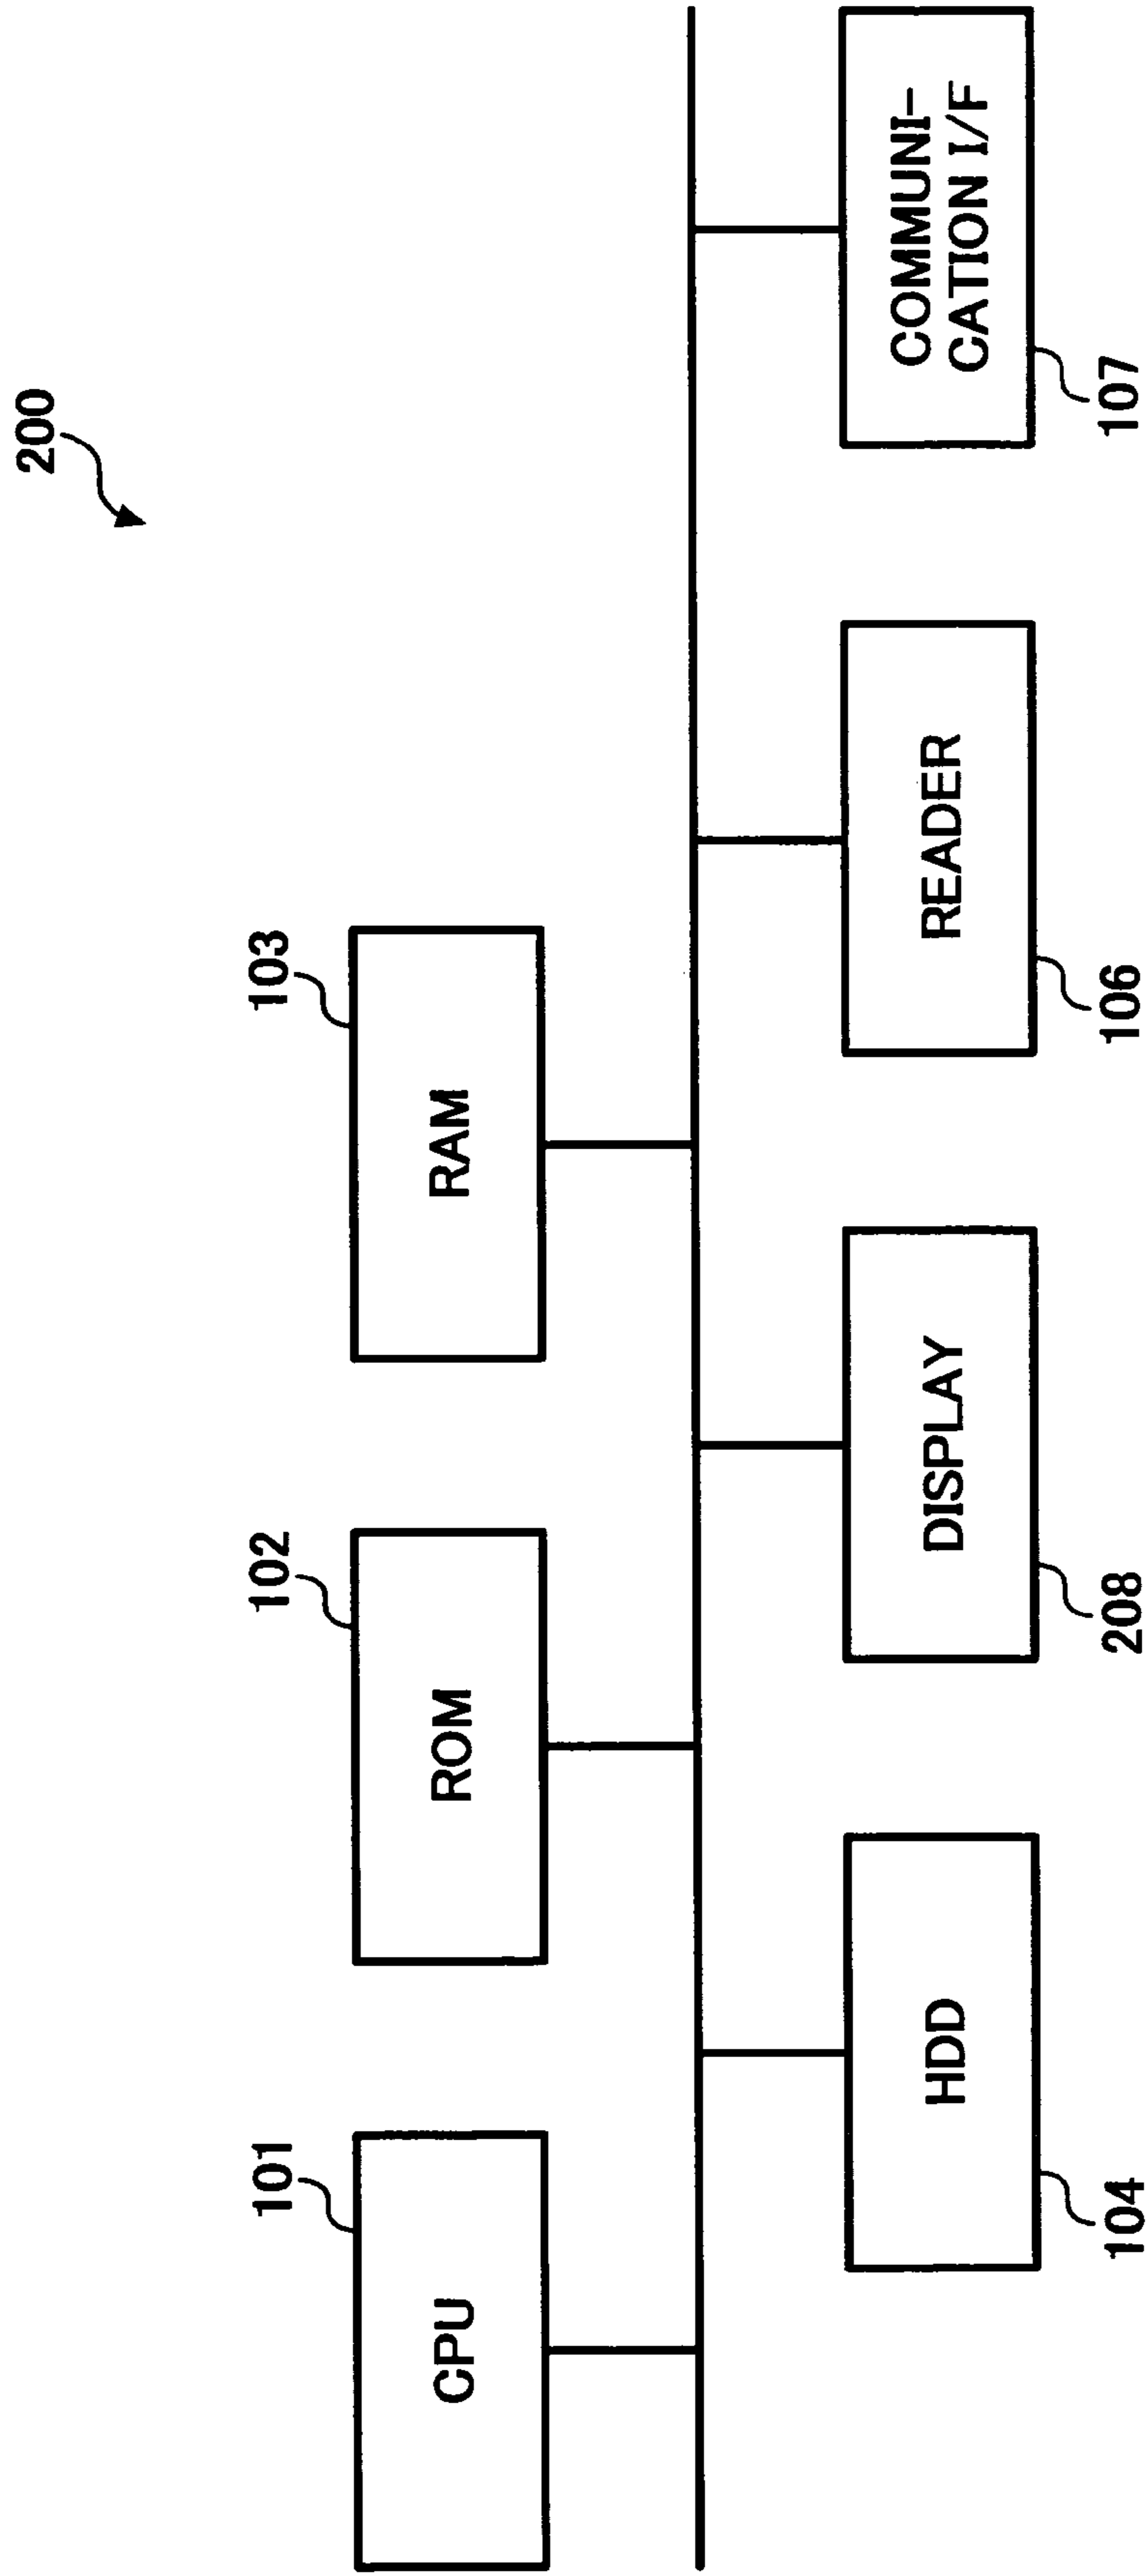 200
101
CPU
102
ROM
103
RAM
HDD
104
DISPLAY
208
READER
106
COMMUNI-
CATION I/F
107